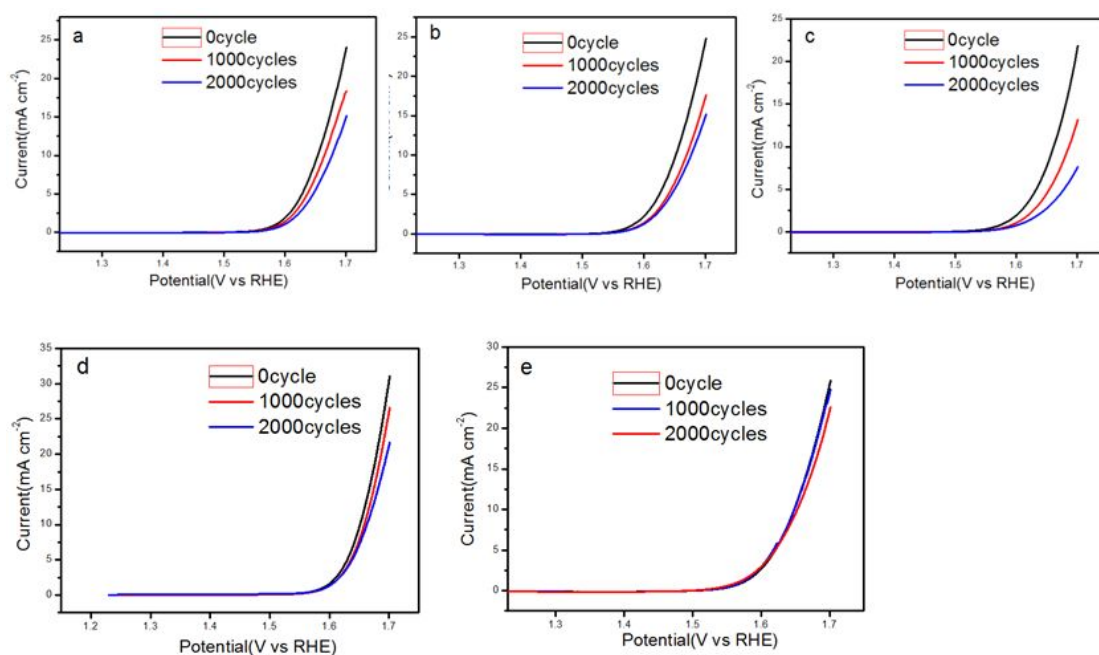 a
0cycle
1000cycles
2000cycles
Current(mA cm-2)
25
20
15
10
5
0
1.3
1.4
1.5
1.6
1.7
Potential(V vs RHE)
b
0cycle
1000cycles
2000cycles
25
20
15
10
5
0
1.3
1.4
1.5
1.6
1.7
Potential(V vs RHE)
c
0cycle
1000cycles
2000cycles
Current(mA cm-2)
25
20
15
10
5
0
1.3
1.4
1.5
1.6
1.7
Potential(V vs RHE)
d
0cycle
1000cycles
2000cycles
Current(mA cm-2)
35
30
25
20
15
10
5
0
1.2
1.3
1.4
1.5
1.6
1.7
Potential(V vs RHE)
e
0cycle
1000cycles
2000cycles
Current(mA cm-2)
30
25
20
15
10
5
0
1.3
1.4
1.5
1.6
1.7
Potential(V vs RHE)